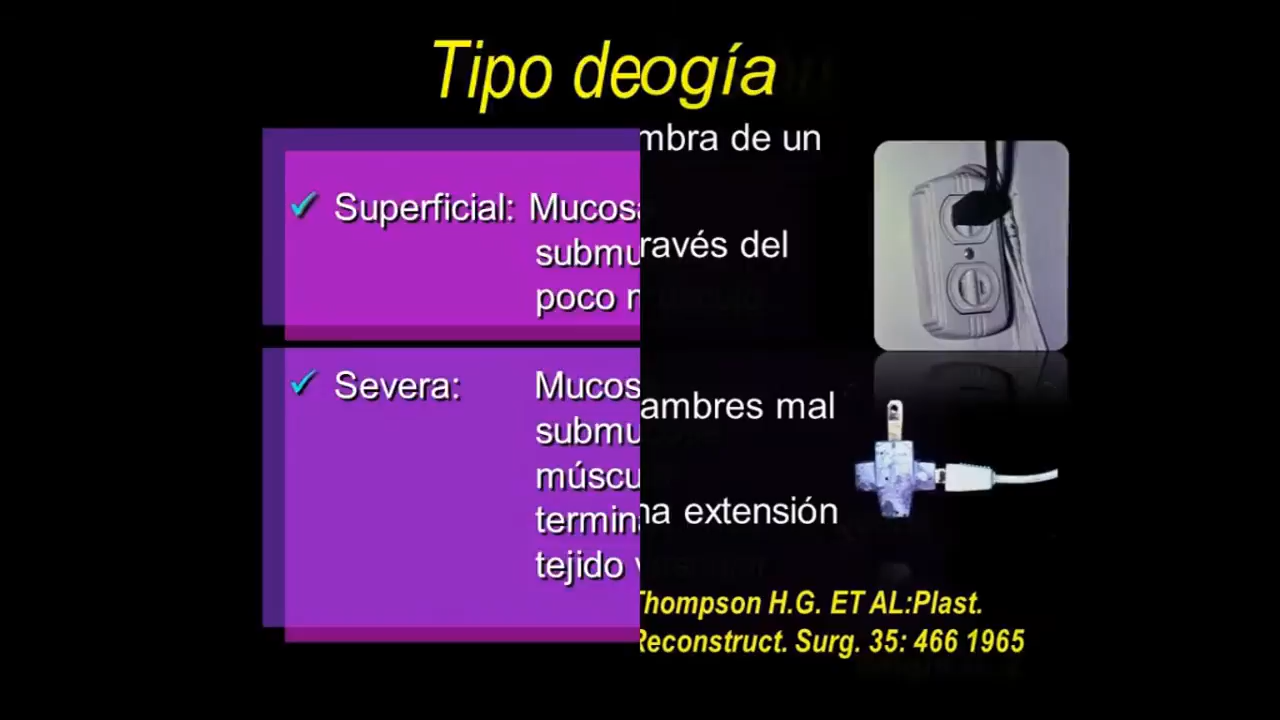 Tipo deogía
mbra de un
✓ Superficial: Mucosa
ravés del
submu
poco
✓ Severa: Mucos
ambres mal
submu
múscu
na extensión
termin
tejido
Thompson H.G. ET AL:Plast.
Reconstruct. Surg. 35: 466 1965